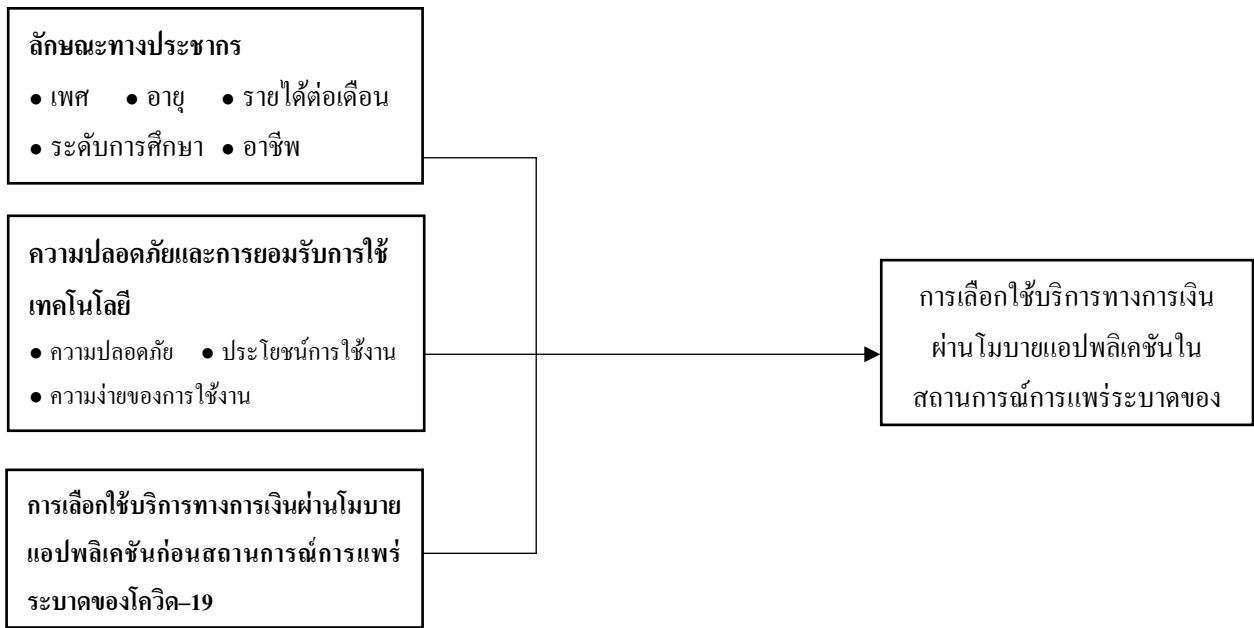 ลักษณะทางประชากร
● เพศ ● อายุ ● รายได้ต่อเดือน
● ระดับการศึกษา ● อาชีพ
ความปลอดภัยและการยอมรับการใช้
เทคโนโลยี
● ความปลอดภัย ● ประโยชน์การใช้งาน
● ความง่ายของการใช้งาน
การเลือกใช้บริการทางการเงินผ่านโมบาย
แอปพลิเคชันก่อนสถานการณ์การแพร่
ระบาดของโควิด–19
การเลือกใช้บริการทางการเงิน
ผ่านโมบายแอปพลิเคชันใน
สถานการณ์การแพร่ระบาดของ